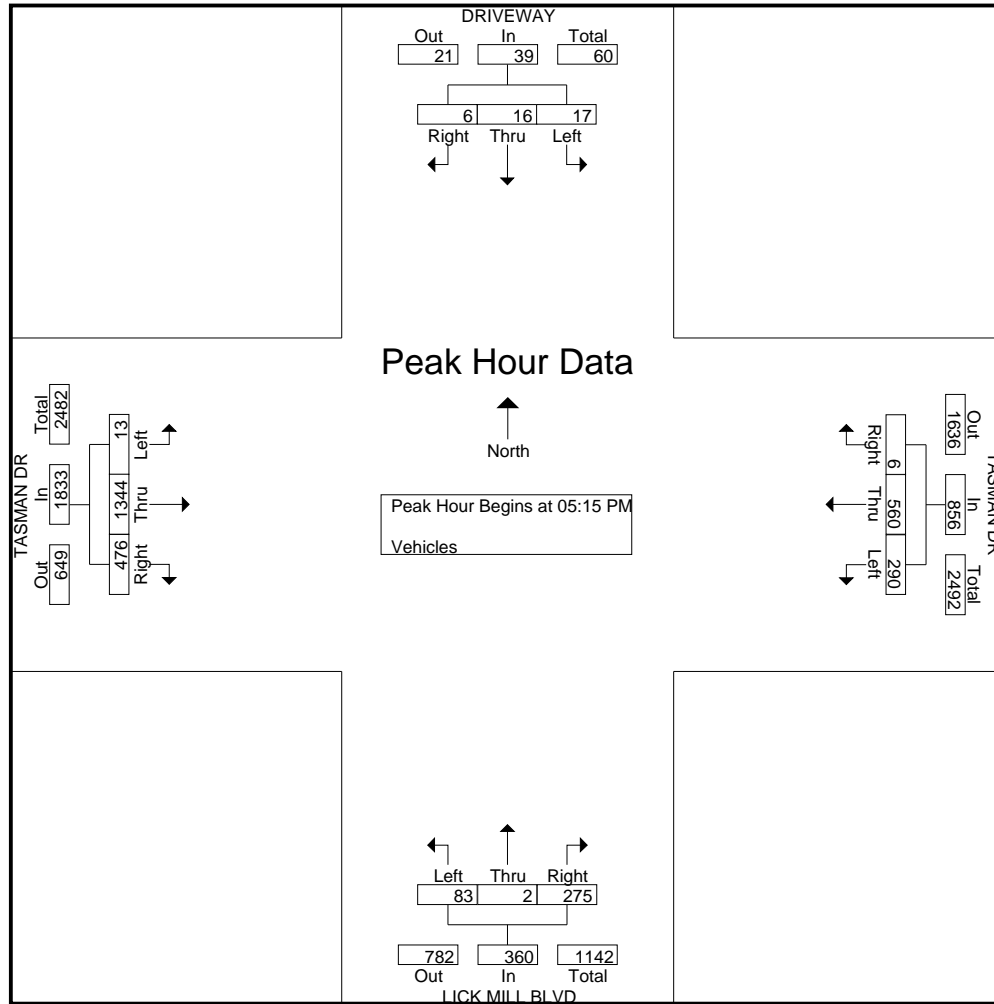 DRIVEWAY
Out In Total
21 39 60
6 16 17
Right Thru Left
Peak Hour Data
North
Peak Hour Begins at 05:15 PM
Vehicles
TASMAN DR
Total In Out
2482 1833 649
13 1344 476
Left Thru Right
TASMAN DR
Out In Total
1636 856 2492
6 560 290
Right Thru Left
Left Thru Right
83 2 275
782 360 1142
Out In Total
LICK MILL BLVD